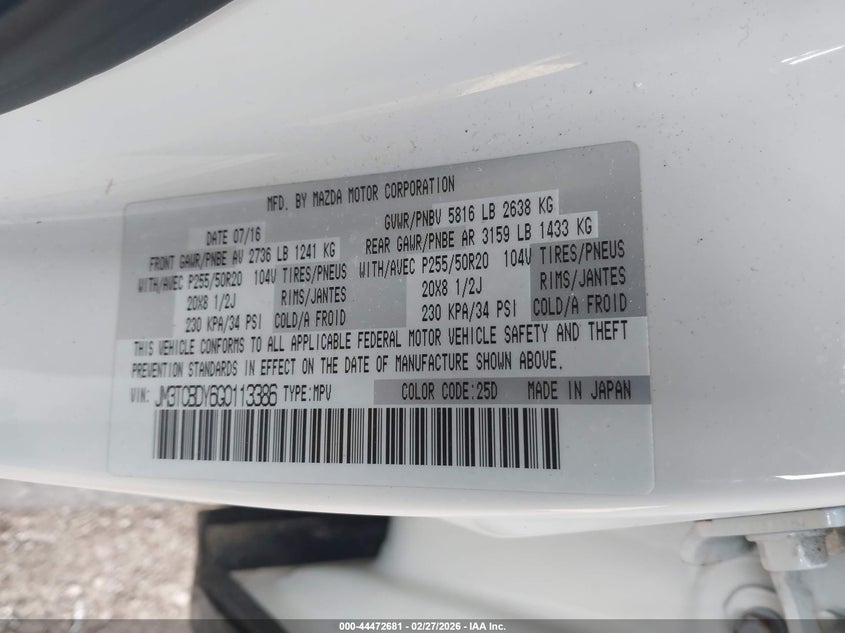 MFD. BY MAZDA MOTOR CORPORATION
DATE 07/16 GVWR/PNBV 5816 LB 2638 KG
FRONT GAWR/PNBE AV 2736 LB 1241 KG REAR GAWR/PNBE AR 3159 LB 1433 KG
WITH/AVEC P255/50R20 104V TIRES/PNEUS WITH/AVEC P255/50R20 104V TIRES/PNEUS
20X8 1/2J RIMS/JANTES 20X8 1/2J RIMS/JANTES
230 KPA/34 PSI COLD/A FROID 230 KPA/34 PSI COLD/A FROID
THIS VEHICLE CONFORMS TO ALL APPLICABLE FEDERAL MOTOR VEHICLE SAFETY AND THEFT
PREVENTION STANDARDS IN EFFECT ON THE DATE OF MANUFACTURE SHOWN ABOVE.
VIN: JM3TCBDY6G0113386 TYPE:MPV COLOR CODE:25D MADE IN JAPAN
000-44472681 / 02/27/2026 - IAA Inc.